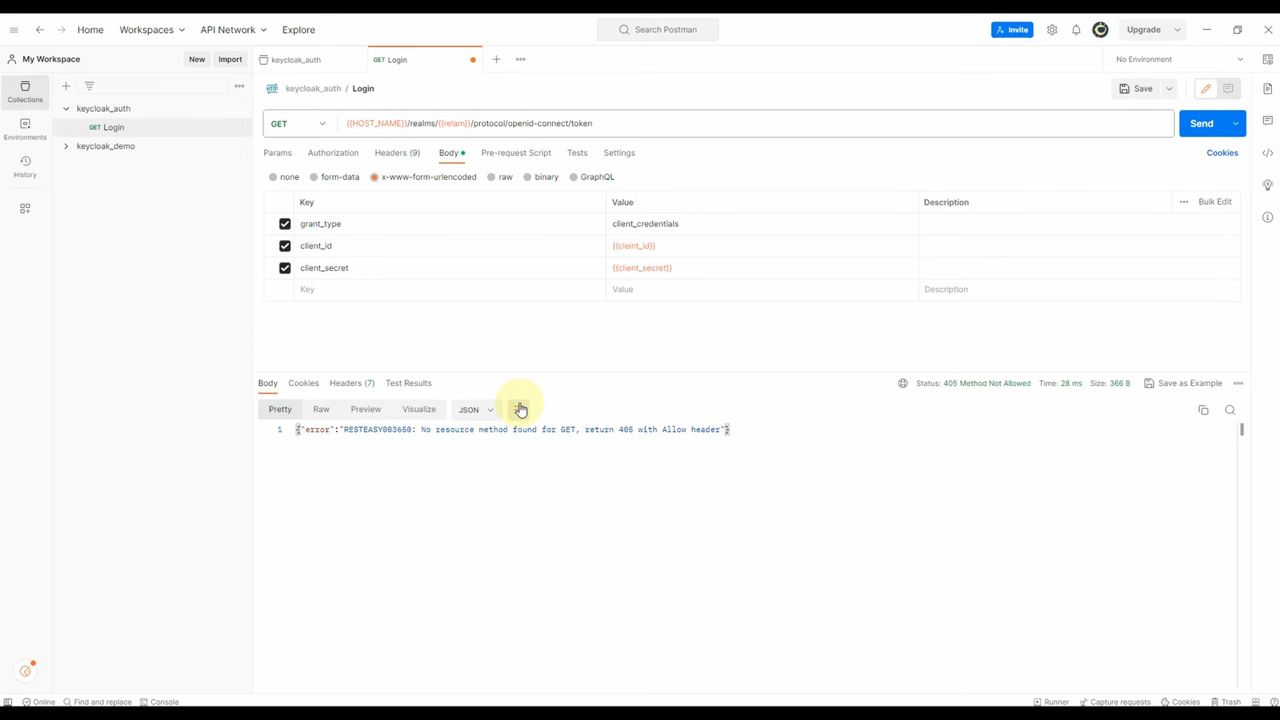 Home Workspaces API Network Explore Search Postman Invite Upgrade
My Workspace New Import keycloak_auth GET Login No Environment
Collections
keycloak_auth
GET Login
keycloak_demo
Environments
History
keycloak_auth / Login Save
GET {{HOST_NAME}}/realms/{{relam}}/protocol/openid-connect/token Send
Params Authorization Headers (9) Body Pre-request Script Tests Settings Cookies
none form-data x-www-form-urlencoded raw binary GraphQL
Key Value Description Bulk Edit
grant_type client_credentials
client_id {{cleint_id}}
client_secret {{client_secret}}
Key Value Description
Body Cookies Headers (7) Test Results Status: 405 Method Not Allowed Time: 28 ms Size: 366 B Save as Example
Pretty Raw Preview Visualize JSON
1 {"error":"RESTEASY003650: No resource method found for GET, return 405 with Allow header"}
Online Find and replace Console Runner Capture requests Cookies Trash